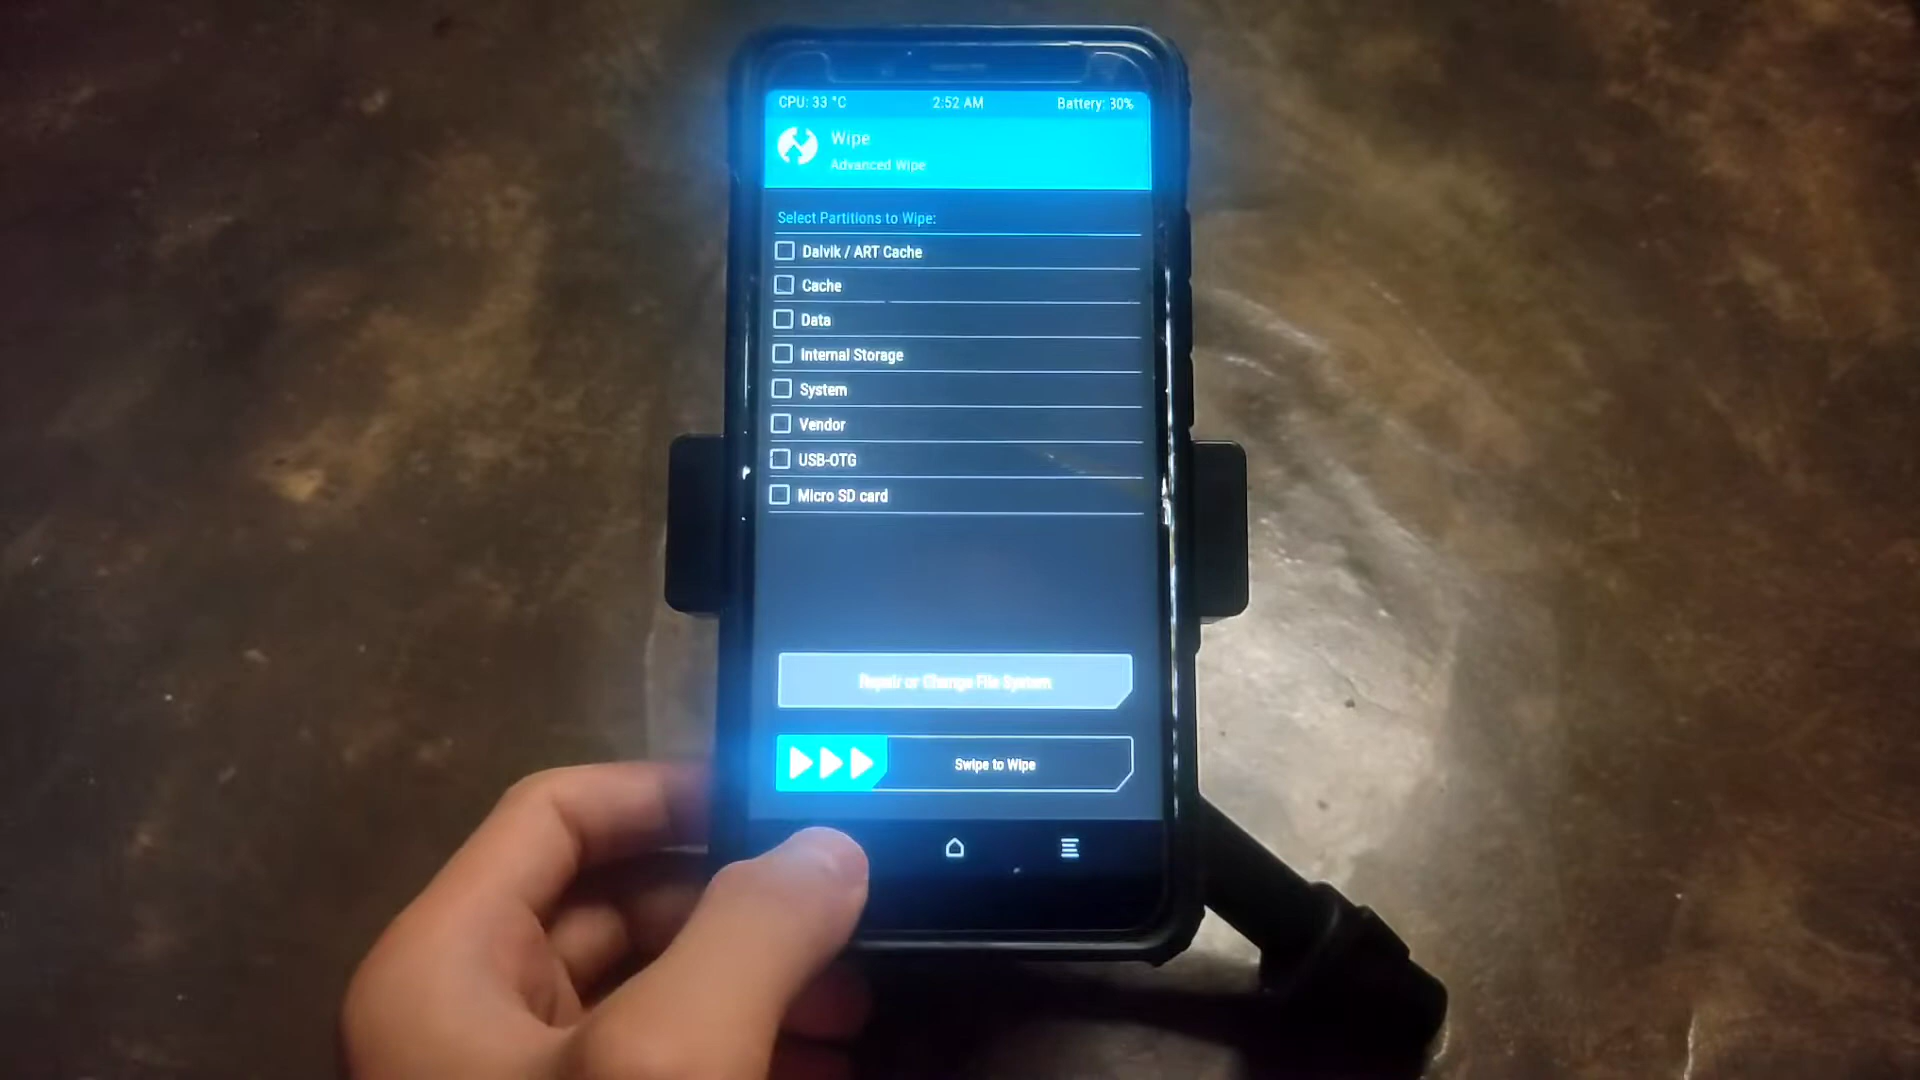 CPU: 33 °C 2:52 AM Battery: 30%
Wipe
Advanced Wipe
Select Partitions to Wipe:
Dalvik / ART Cache
Cache
Data
Internal Storage
System
Vendor
USB-OTG
Micro SD card
Repair or Change File System
Swipe to Wipe